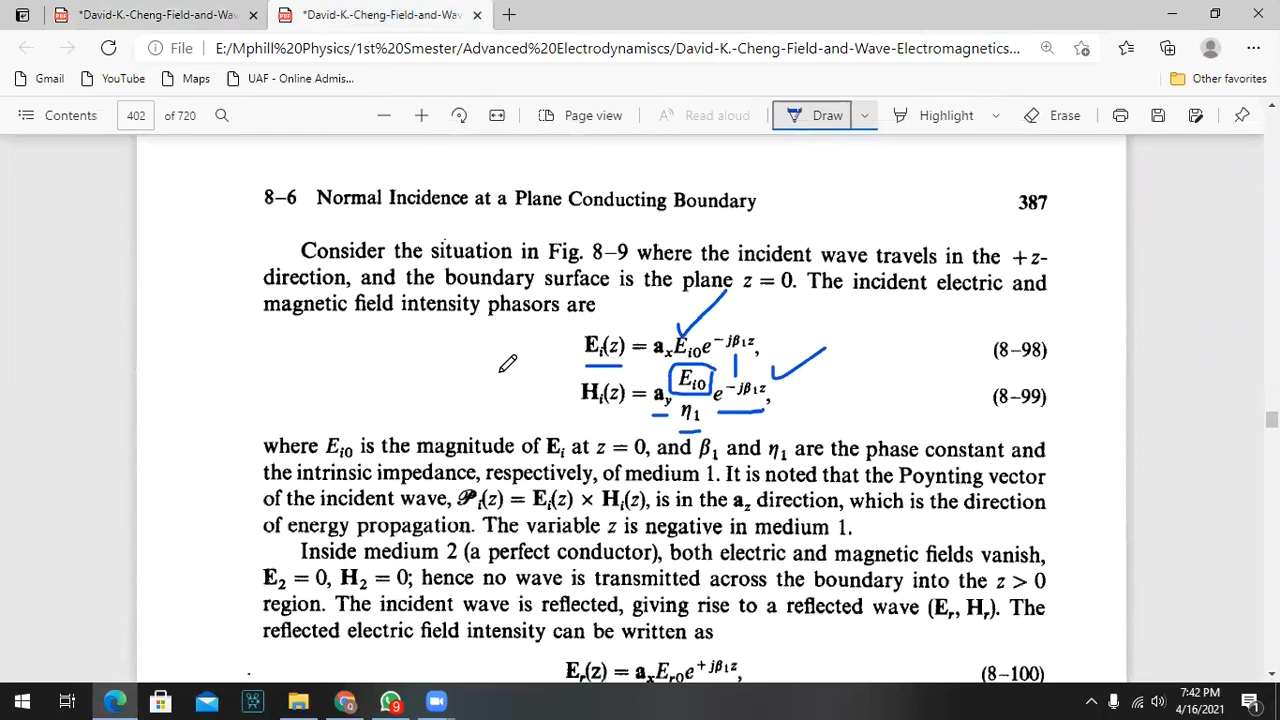 *David-K.-Cheng-Field-and-Wav
*David-K.-Cheng-Field-and-Wav
File
E:/Mphill%20Physics/1st%20Smester/Advanced%20Electrodynamiscs/David-K.-Cheng-Field-and-Wave-Electromagnetics...
Gmail
YouTube
Maps
UAF - Online Admis...
Other favorites
Contents
402
of 720
Page view
Read aloud
Draw
Highlight
Erase
8–6 Normal Incidence at a Plane Conducting Boundary 387
Consider the situation in Fig. 8–9 where the incident wave travels in the +z-
direction, and the boundary surface is the plane z = 0. The incident electric and
magnetic field intensity phasors are
Eᵢ(z) = aₓEᵢ₀e^(−jβ₁z), (8–98)
Hᵢ(z) = a_y Eᵢ₀/η₁ e^(−jβ₁z), (8–99)
where Eᵢ₀ is the magnitude of Eᵢ at z = 0, and β₁ and η₁ are the phase constant and
the intrinsic impedance, respectively, of medium 1. It is noted that the Poynting vector
of the incident wave, 𝒫ᵢ(z) = Eᵢ(z) × Hᵢ(z), is in the a_z direction, which is the direction
of energy propagation. The variable z is negative in medium 1.
Inside medium 2 (a perfect conductor), both electric and magnetic fields vanish,
E₂ = 0, H₂ = 0; hence no wave is transmitted across the boundary into the z > 0
region. The incident wave is reflected, giving rise to a reflected wave (Eᵣ, Hᵣ). The
reflected electric field intensity can be written as
Eᵣ(z) = aₓEᵣ₀e^(+jβ₁z), (8–100)
9
7:42 PM
4/16/2021
1